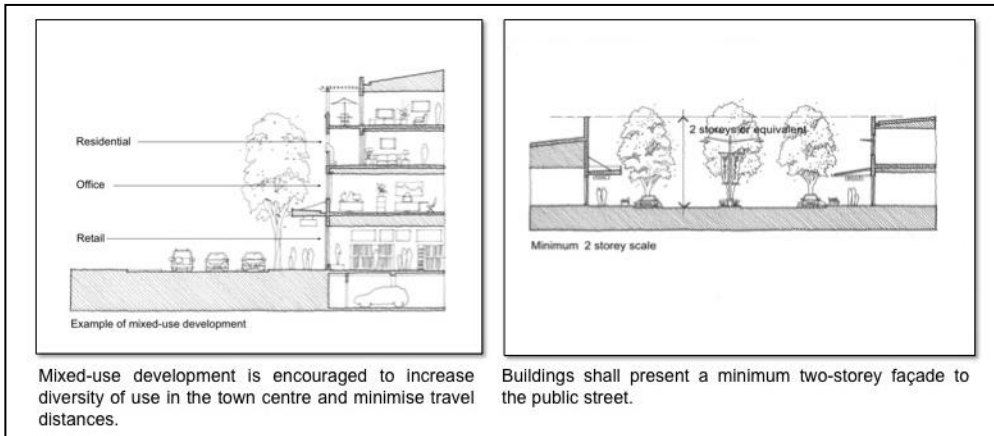 Residential
Office
Retail
Example of mixed-use development
2 storeys or equivalent
Minimum 2 storey scale
Mixed-use development is encouraged to increase
diversity of use in the town centre and minimise travel
distances.
Buildings shall present a minimum two-storey façade to
the public street.